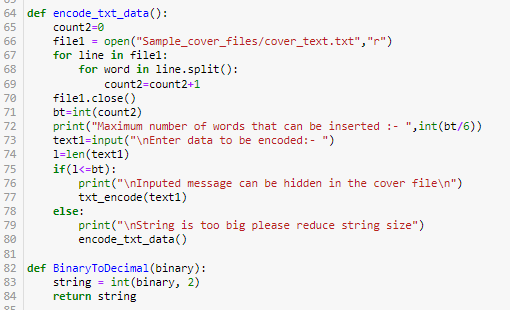 64 def encode_txt_data():
65     count2=0
66     file1 = open("Sample_cover_files/cover_text.txt","r")
67     for line in file1:
68         for word in line.split():
69             count2=count2+1
70     file1.close()
71     bt=int(count2)
72     print("Maximum number of words that can be inserted :- ",int(bt/6))
73     text1=input("\nEnter data to be encoded:- ")
74     l=len(text1)
75     if(l<=bt):
76         print("\nInputed message can be hidden in the cover file\n")
77         txt_encode(text1)
78     else:
79         print("\nString is too big please reduce string size")
80         encode_txt_data()
81
82 def BinaryToDecimal(binary):
83     string = int(binary, 2)
84     return string